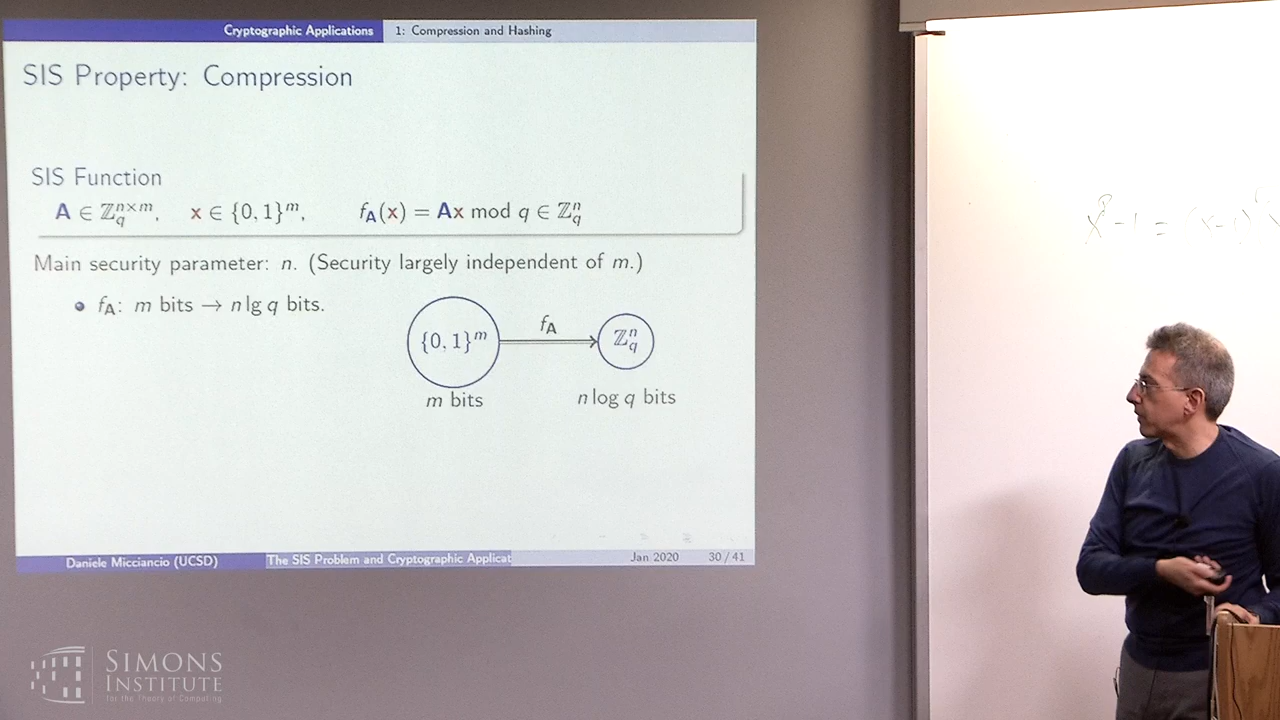 Cryptographic Applications 1: Compression and Hashing
SIS Property: Compression
SIS Function
A ∈ ℤ_q^{n×m}, x ∈ {0, 1}^m, f_A(x) = Ax mod q ∈ ℤ_q^n
Main security parameter: n. (Security largely independent of m.)
f_A: m bits → n lg q bits.
{0, 1}^m f_A ℤ_q^n
m bits n log q bits
Daniele Micciancio (UCSD) The SIS Problem and Cryptographic Applicat Jan 2020 30 / 41
SIMONS
INSTITUTE
for the Theory of Computing